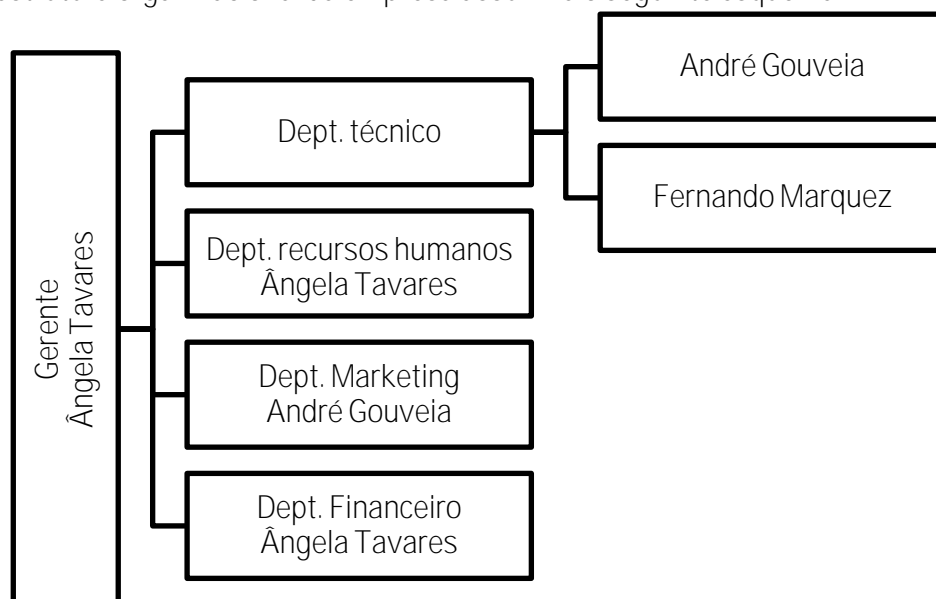 Gerente
Ângela Tavares
Dept. técnico
André Gouveia
Fernando Marquez
Dept. recursos humanos
Ângela Tavares
Dept. Marketing
André Gouveia
Dept. Financeiro
Ângela Tavares